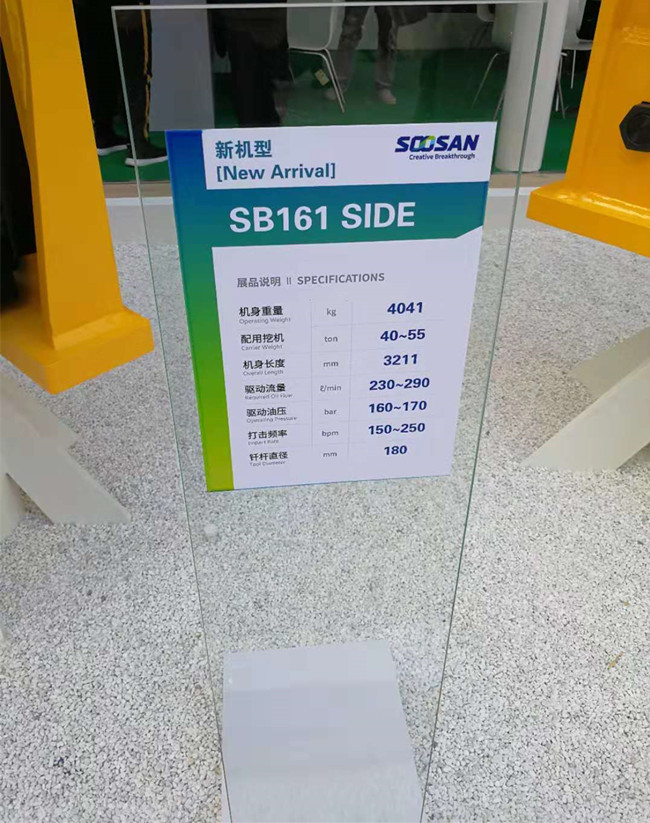 新机型
[New Arrival]
SOOSAN
Creative Breakthrough
SB161 SIDE
展品说明 || SPECIFICATIONS
机身重量 kg 4041
Operating Weight
配用挖机 ton 40~55
Carrier Weight
机身长度 mm 3211
Overall Length
驱动流量 ℓ/min 230~290
Required Oil Flow
驱动油压 bar 160~170
Operating Pressure
打击频率 bpm 150~250
Impact Rate
钎杆直径 mm 180
Tool Diameter